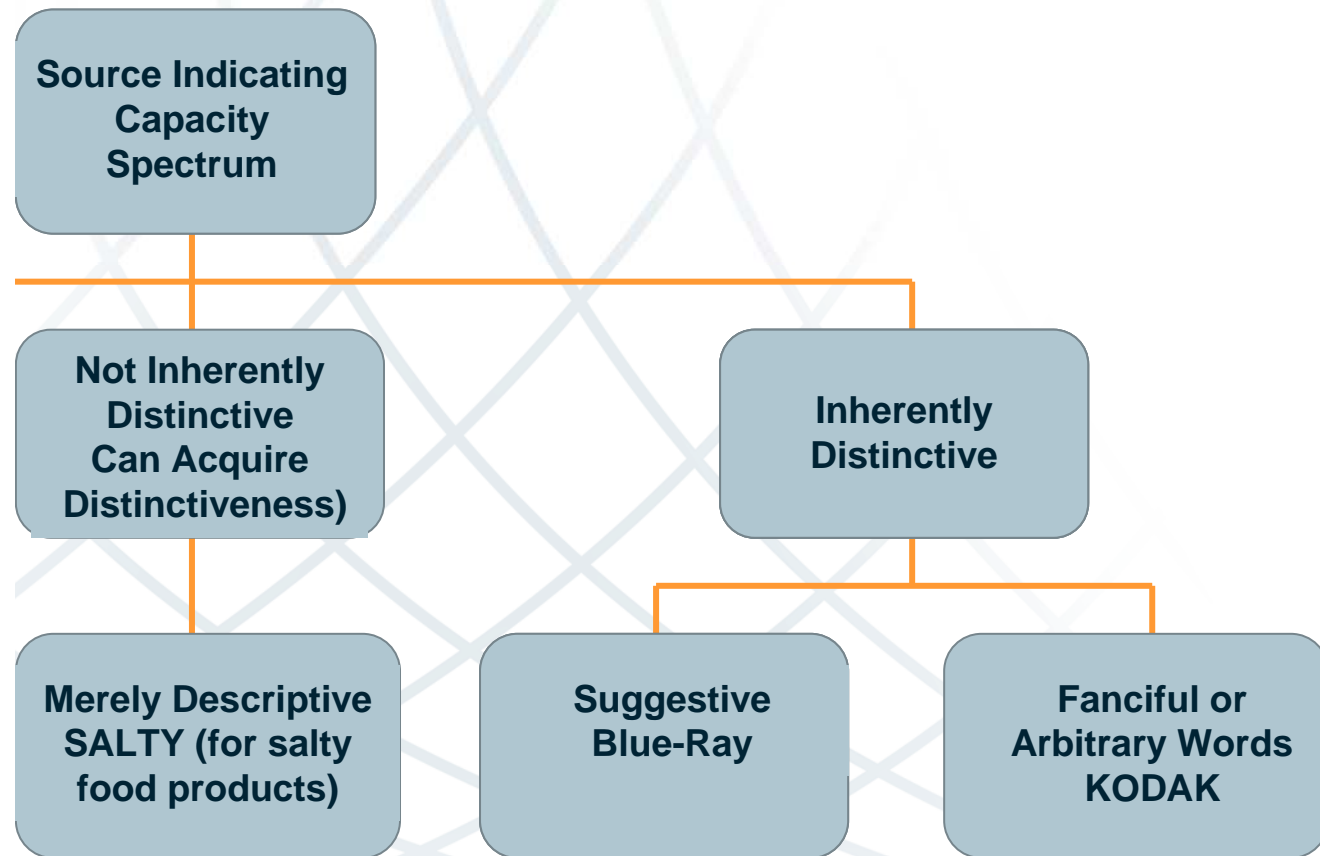 Source Indicating
Capacity
Spectrum
Not Inherently
Distinctive
Can Acquire
Distinctiveness)
Inherently
Distinctive
Merely Descriptive
SALTY (for salty
food products)
Suggestive
Blue-Ray
Fanciful or
Arbitrary Words
KODAK